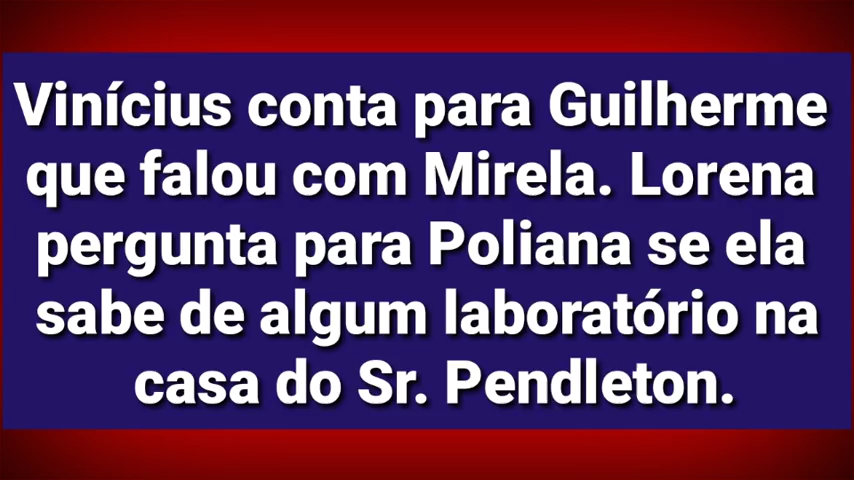 Vinícius conta para Guilherme
que falou com Mirela. Lorena
pergunta para Poliana se ela
sabe de algum laboratório na
casa do Sr. Pendleton.